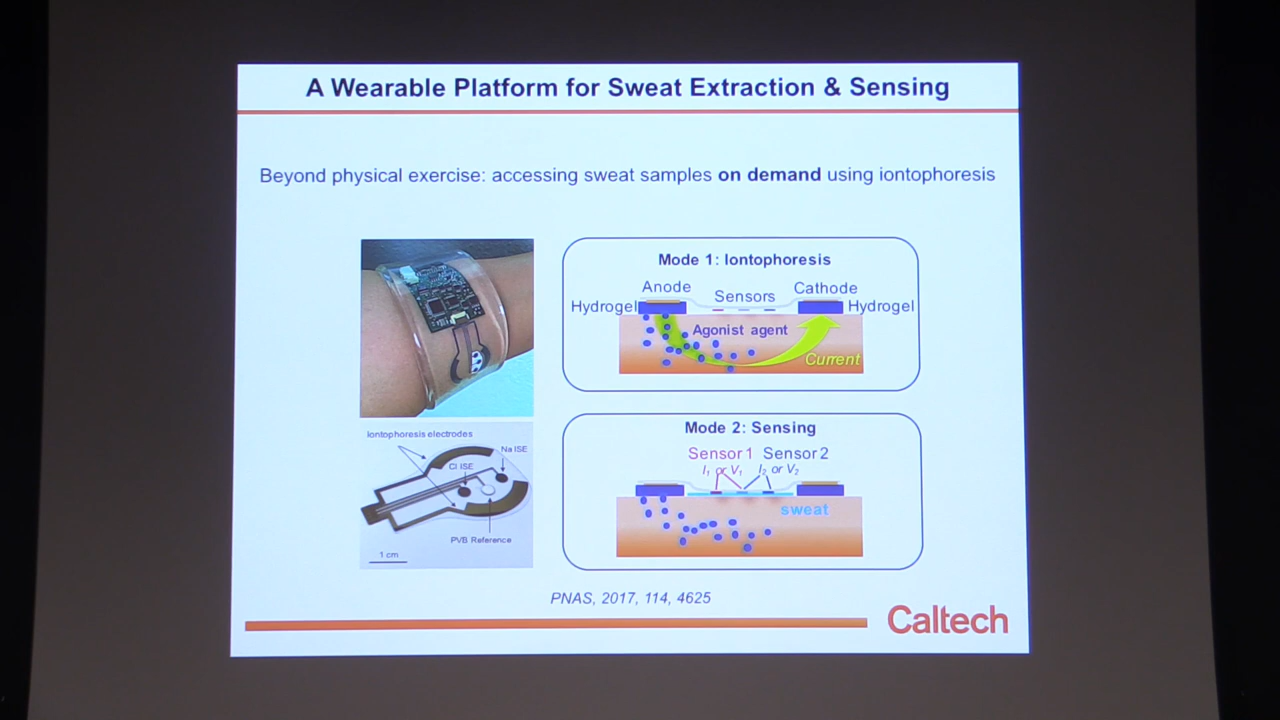 A Wearable Platform for Sweat Extraction & Sensing
Beyond physical exercise: accessing sweat samples on demand using iontophoresis
Mode 1: Iontophoresis
Anode
Cathode
Hydrogel
Sensors
Hydrogel
Agonist agent
Current
Iontophoresis electrodes
Na ISE
Cl ISE
PVB Reference
1 cm
Mode 2: Sensing
Sensor 1 Sensor 2
I₁ or V₁ I₂ or V₂
sweat
PNAS, 2017, 114, 4625
Caltech